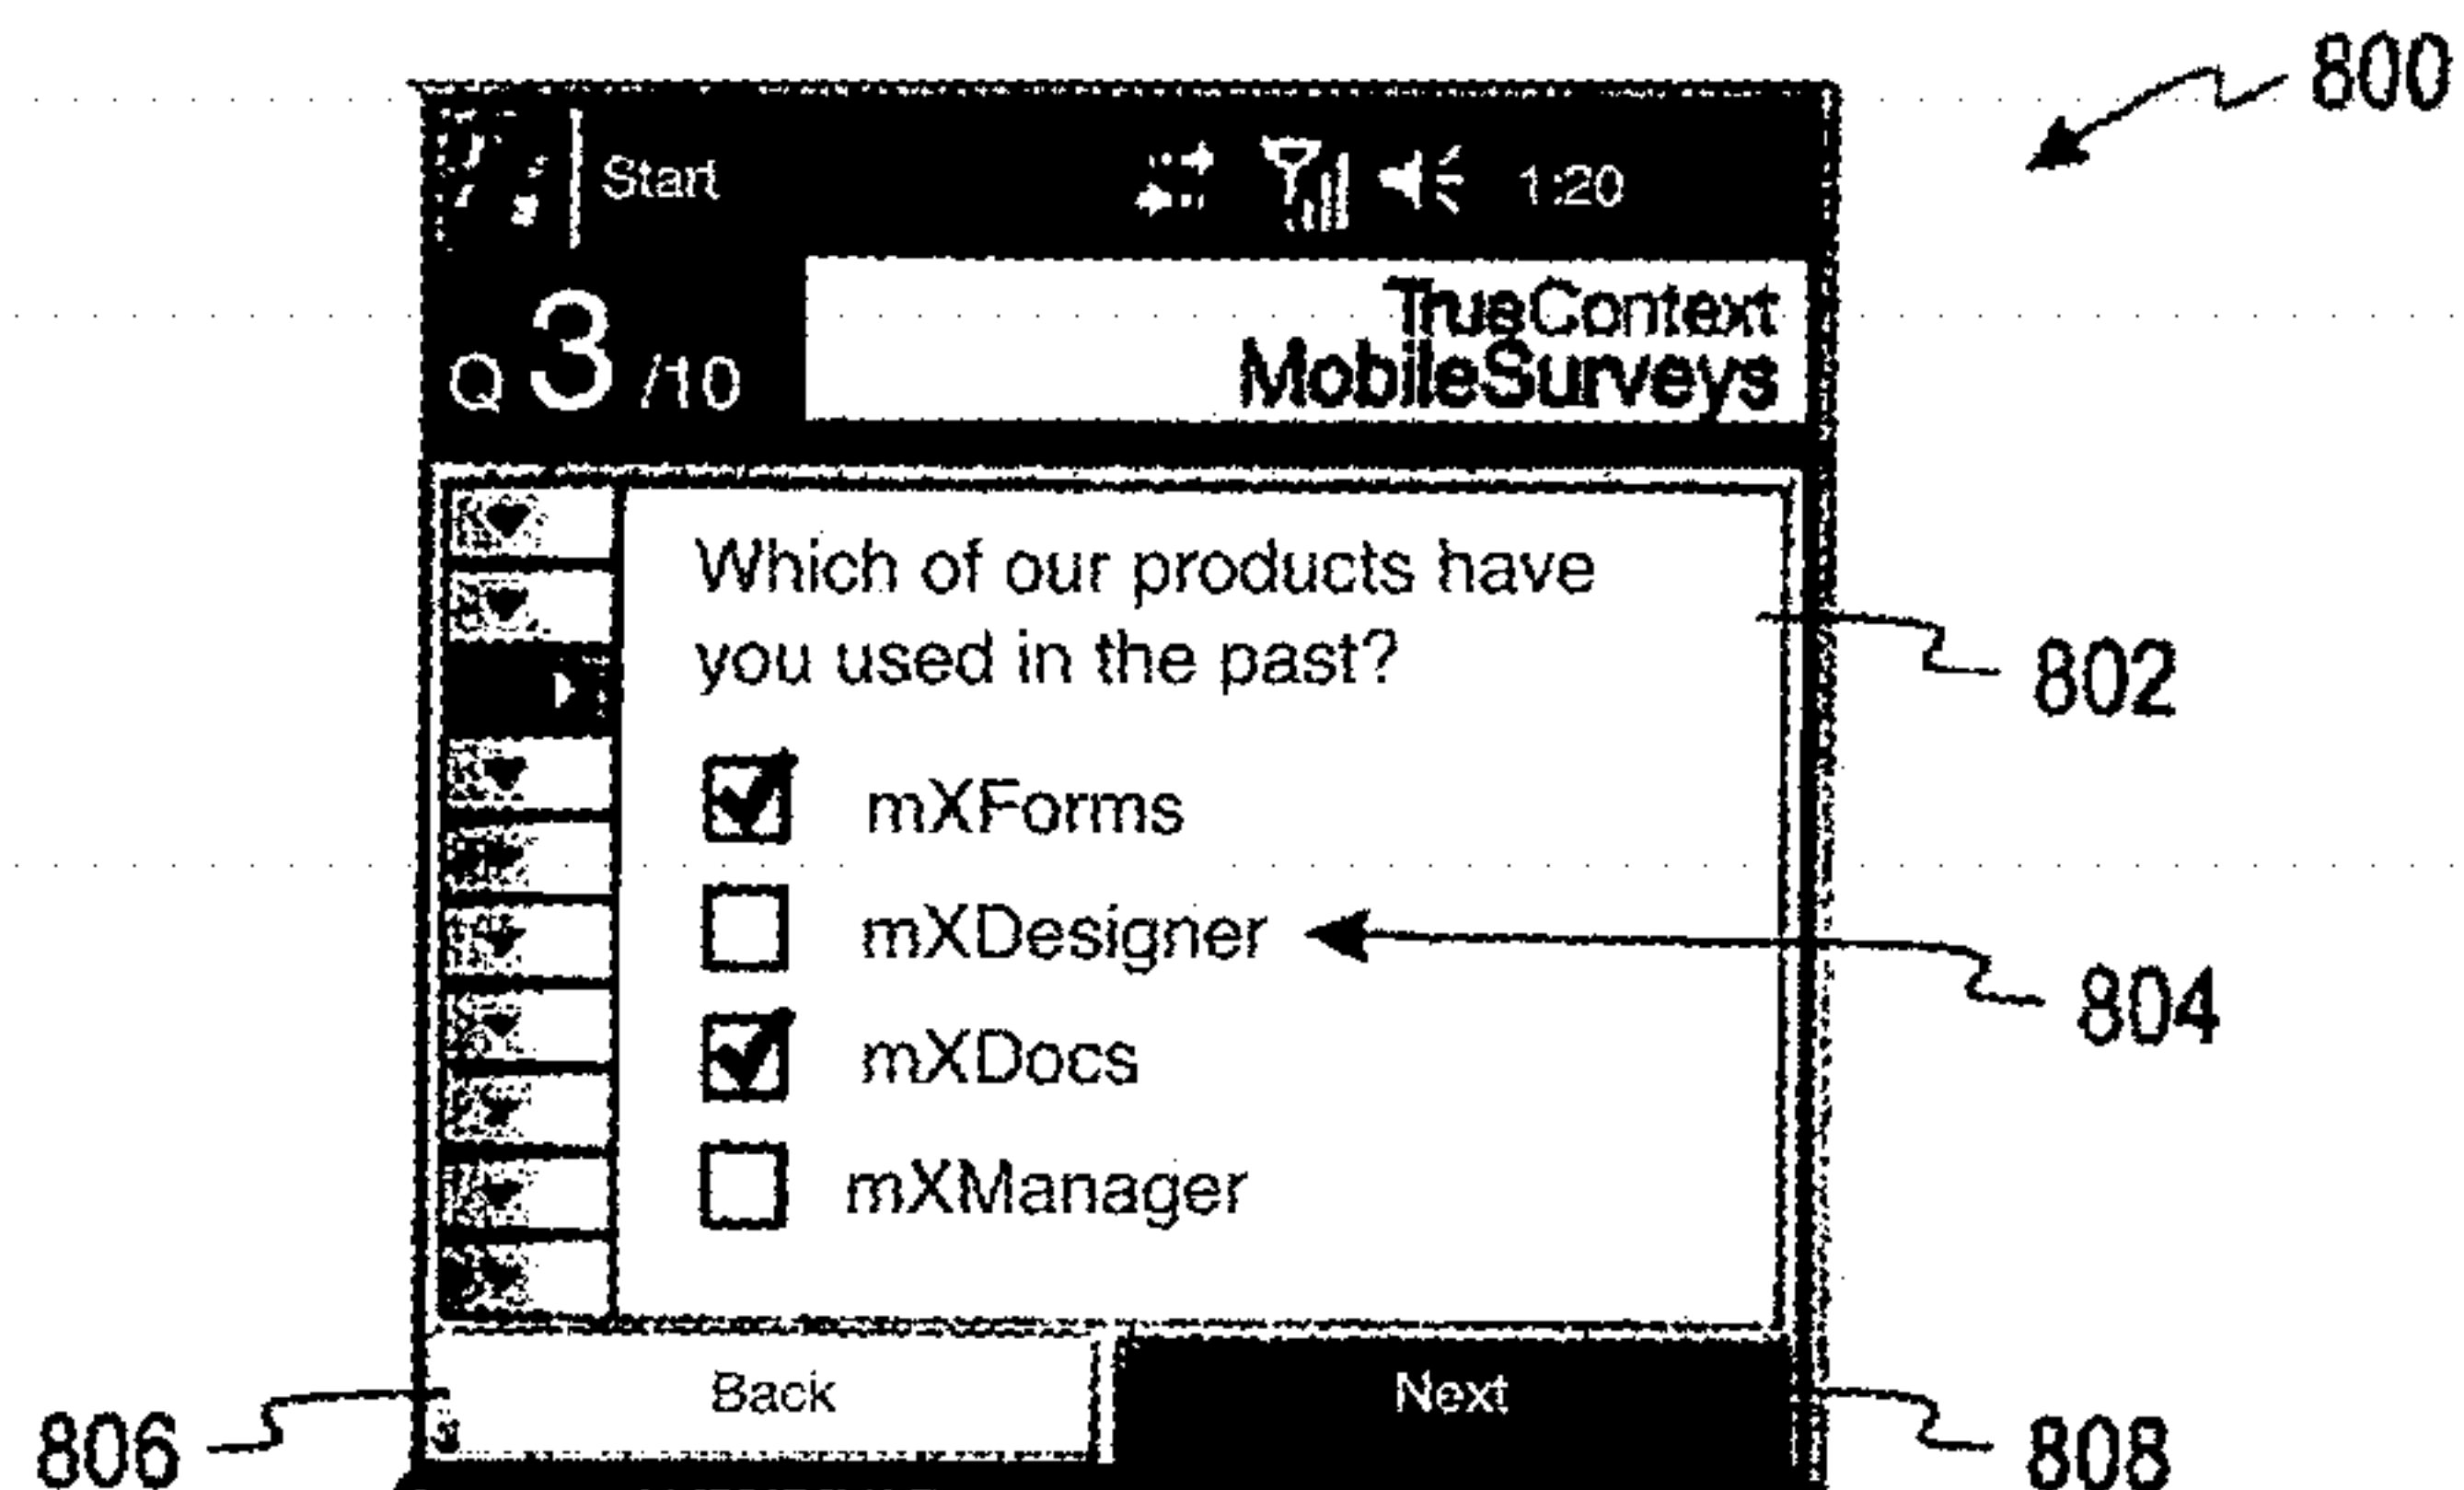 800
Start 1:20
Q 3 /10
TrueContext
MobileSurveys
Which of our products have
you used in the past?
802
mXForms
mXDesigner
804
mXDocs
mXManager
Back Next
806
808